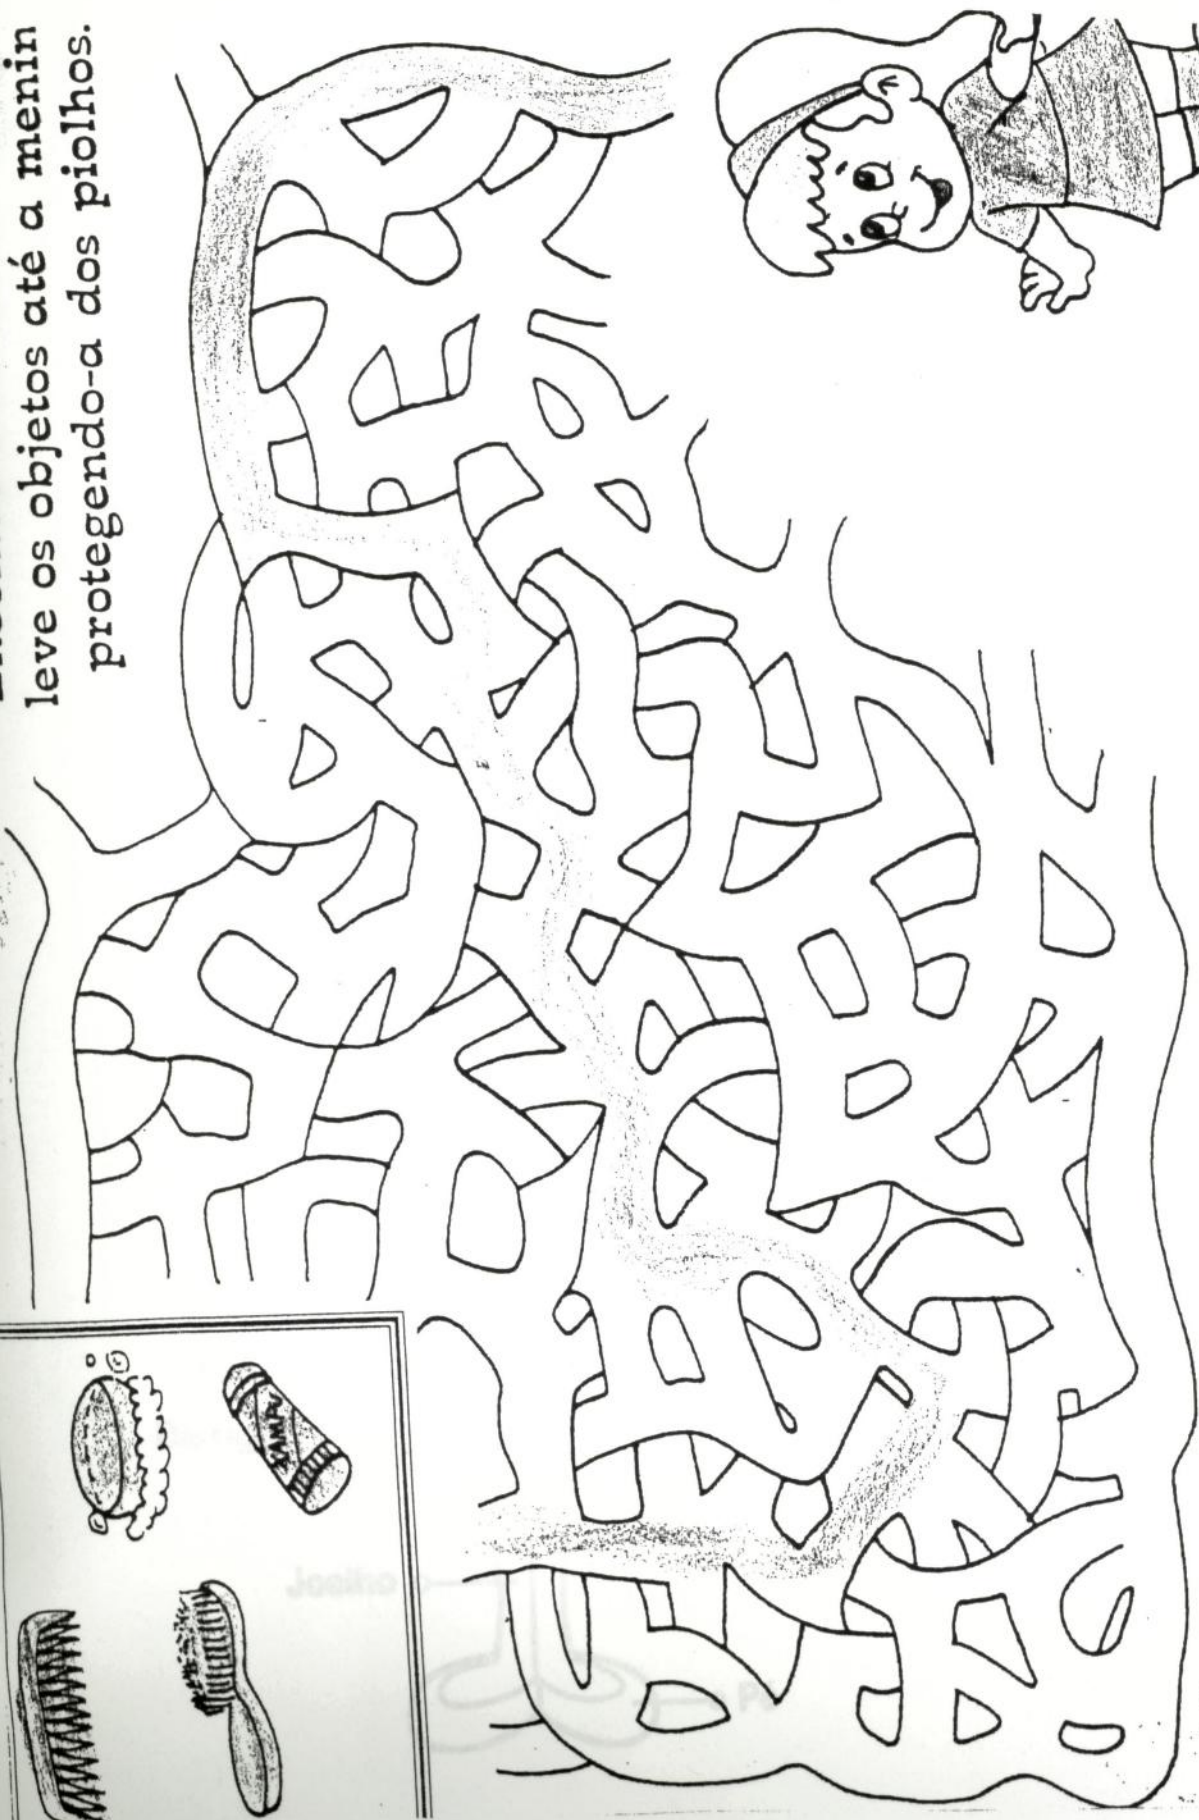 leve os objetos até a menin
protegendo-a dos piolhos.
XAMPU